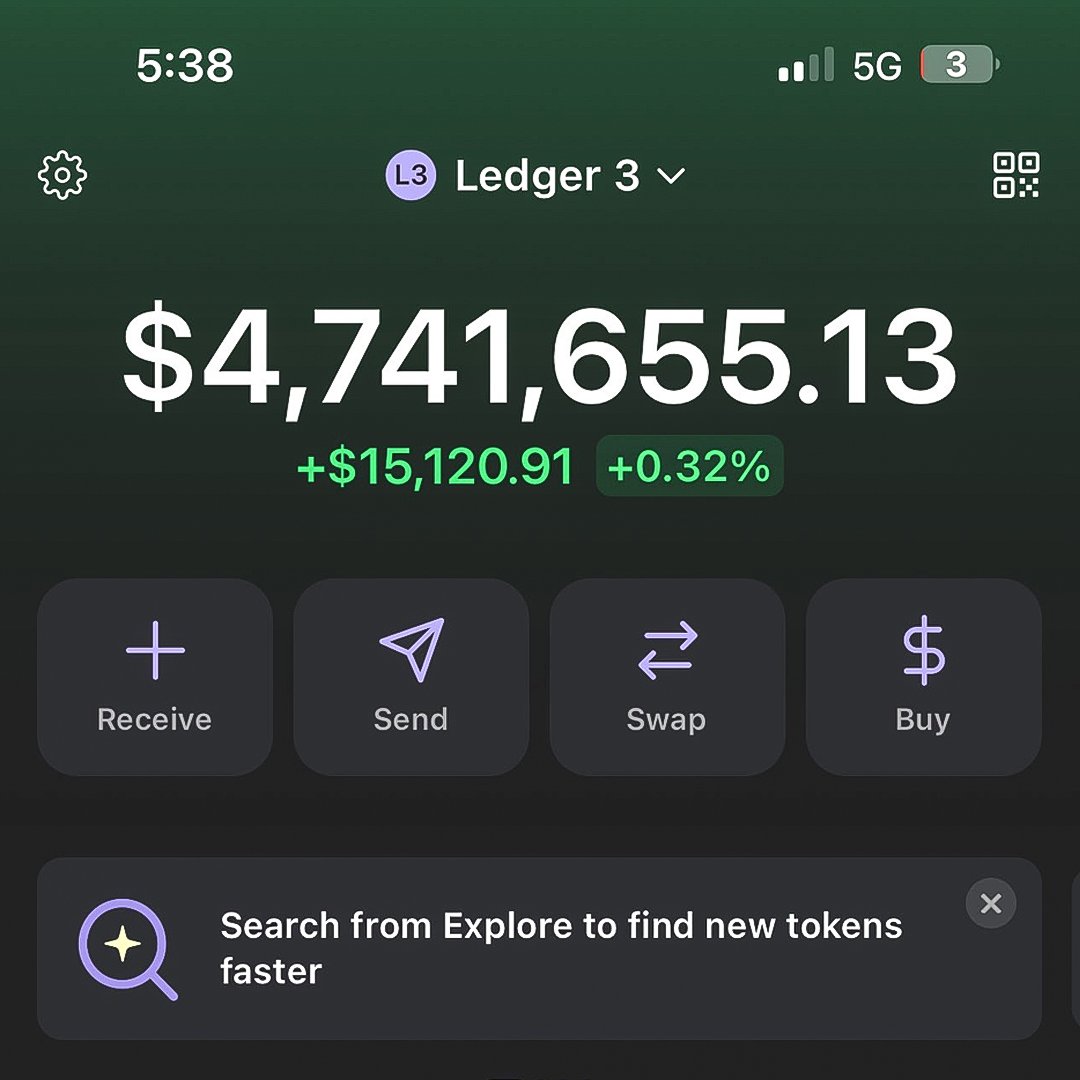 5:38 5G 3
L3 Ledger 3
$4,741,655.13
+$15,120.91 +0.32%
Receive Send Swap Buy
Search from Explore to find new tokens
faster